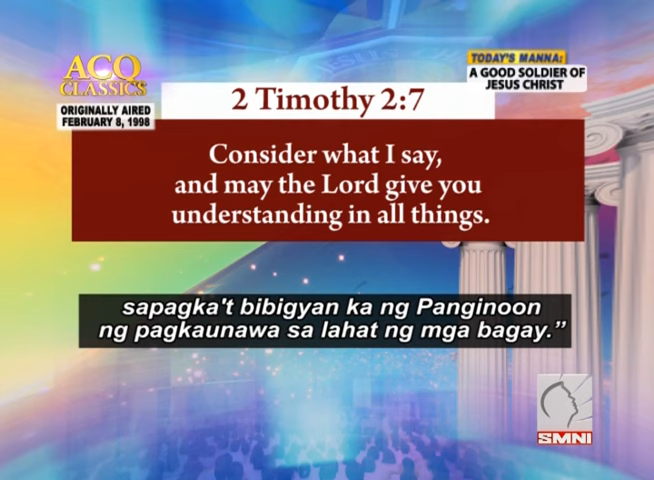 ACQ
CLASSICS
ORIGINALLY AIRED
FEBRUARY 8, 1998
TODAY'S MANNA:
A GOOD SOLDIER OF
JESUS CHRIST
2 Timothy 2:7
Consider what I say,
and may the Lord give you
understanding in all things.
sapagka't bibigyan ka ng Panginoon
ng pagkaunawa sa lahat ng mga bagay.”
SMNI